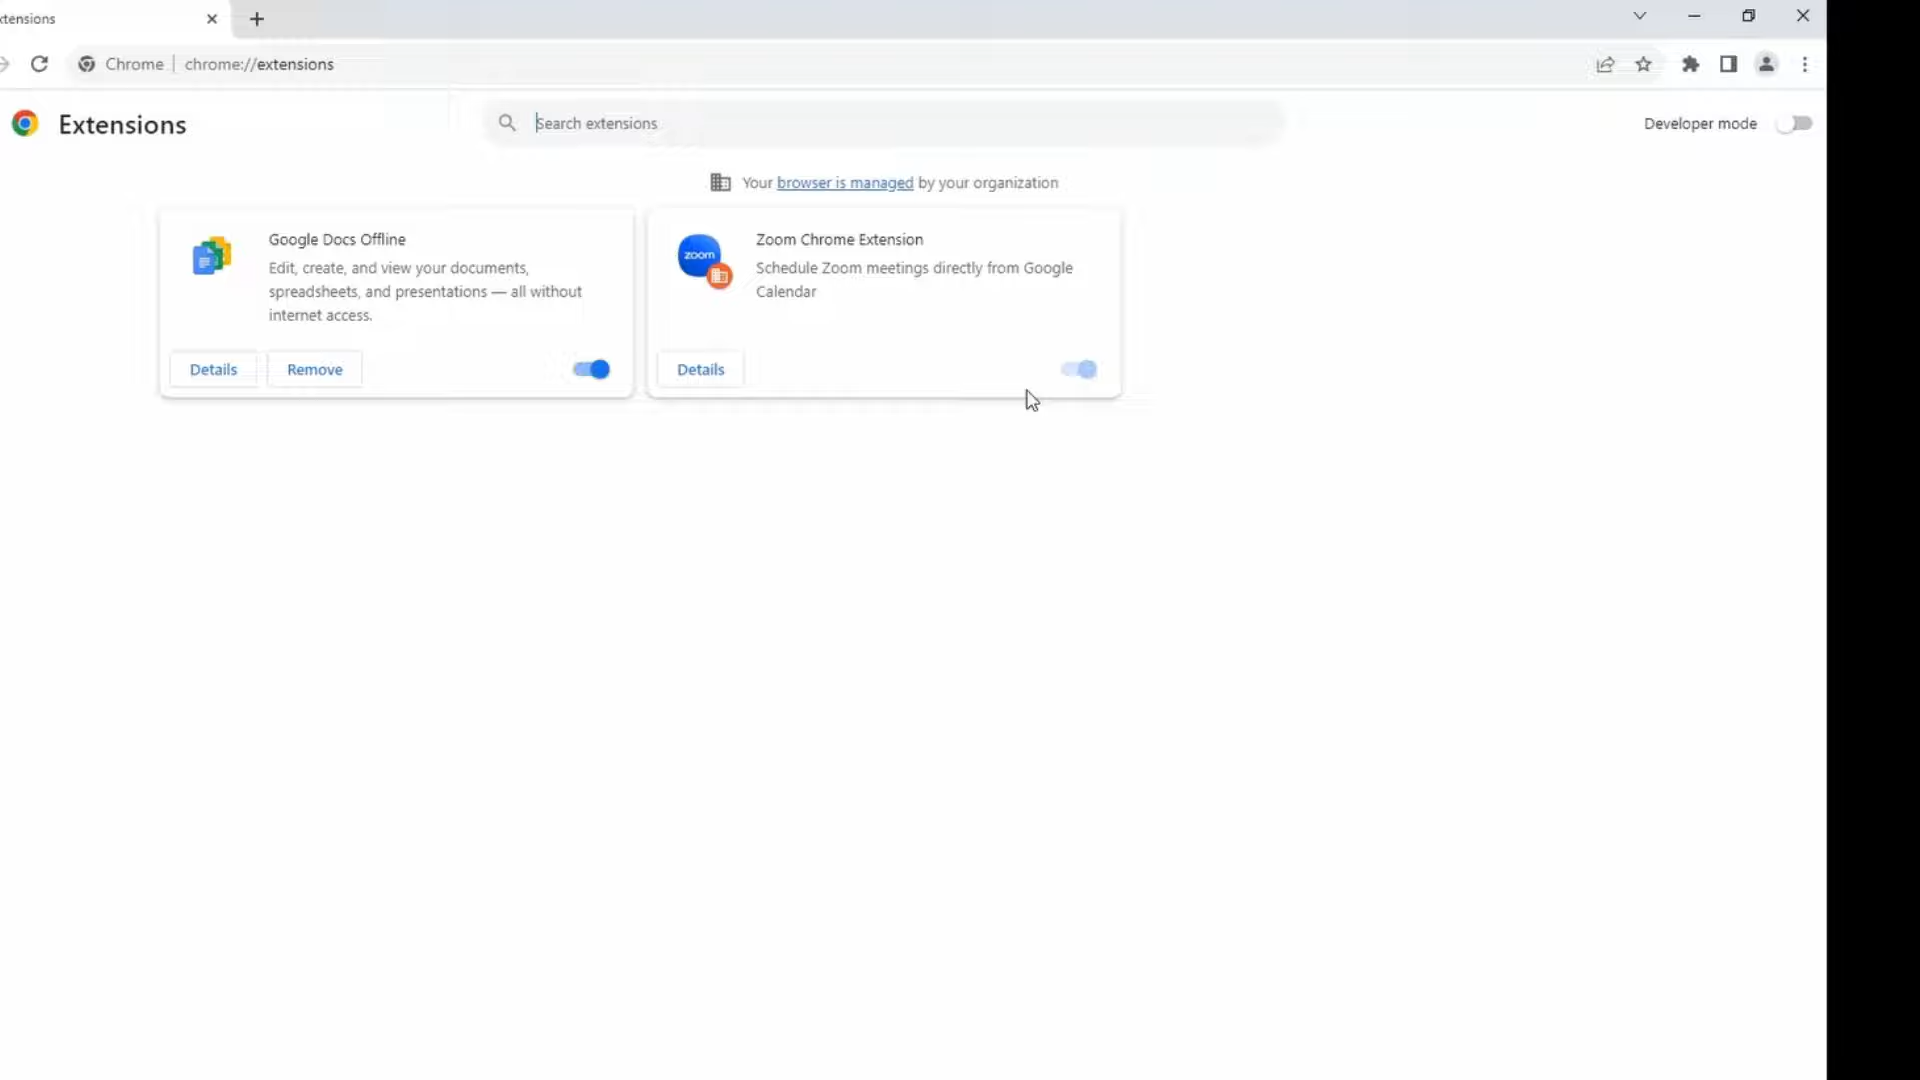 xtensions
Chrome | chrome://extensions
Extensions
Search extensions
Developer mode
Your browser is managed by your organization
Google Docs Offline
Edit, create, and view your documents,
spreadsheets, and presentations — all without
internet access.
Details
Remove
zoom
Zoom Chrome Extension
Schedule Zoom meetings directly from Google
Calendar
Details